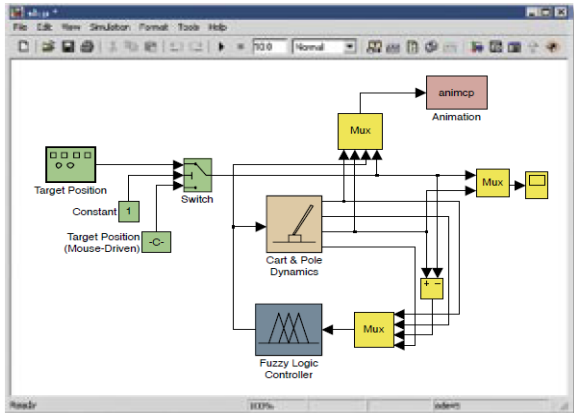 File Edit View Simulation Format Tools Help
10.0 Normal
animcp
Animation
Mux
Target Position
Switch
Mux
Constant 1
Target Position
(Mouse-Driven) -C-
Cart & Pole
Dynamics
+ -
Mux
Fuzzy Logic
Controller
Ready 100%